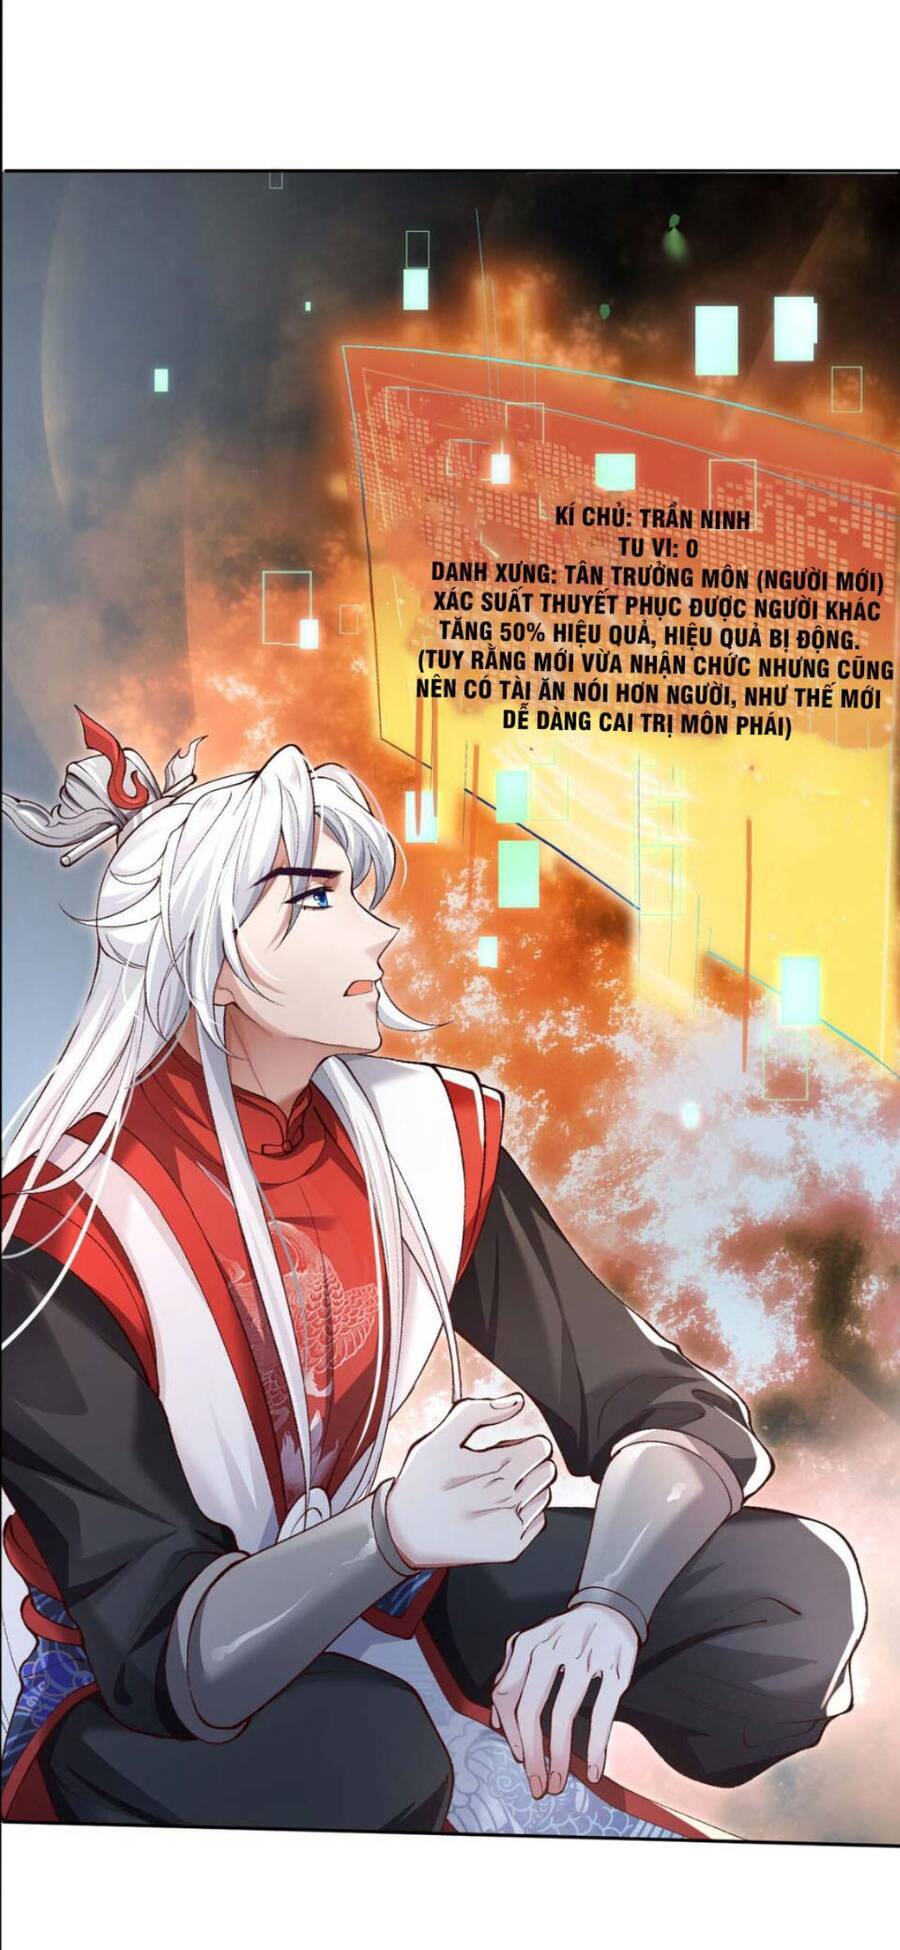 KÍ CHỦ: TRẦN NINH
TU VI: 0
DANH XƯNG: TÂN TRƯỞNG MÔN (NGƯỜI MỚI)
XÁC SUẤT THUYẾT PHỤC ĐƯỢC NGƯỜI KHÁC
TĂNG 50% HIỆU QUẢ, HIỆU QUẢ BỊ ĐỘNG.
(TUY RẰNG MỚI VỪA NHẬN CHỨC NHƯNG CŨNG
NÊN CÓ TÀI ĂN NÓI HƠN NGƯỜI, NHƯ THẾ MỚI
DỄ DÀNG CAI TRỊ MÔN PHÁI)